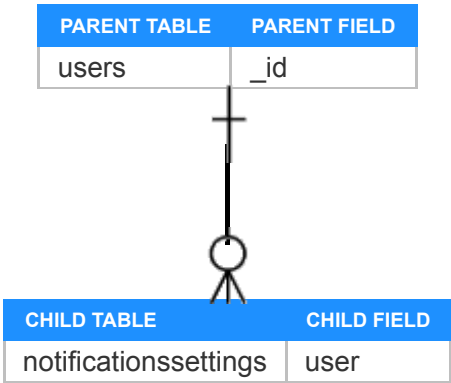 PARENT TABLE PARENT FIELD
users _id
CHILD TABLE CHILD FIELD
notificationssettings user